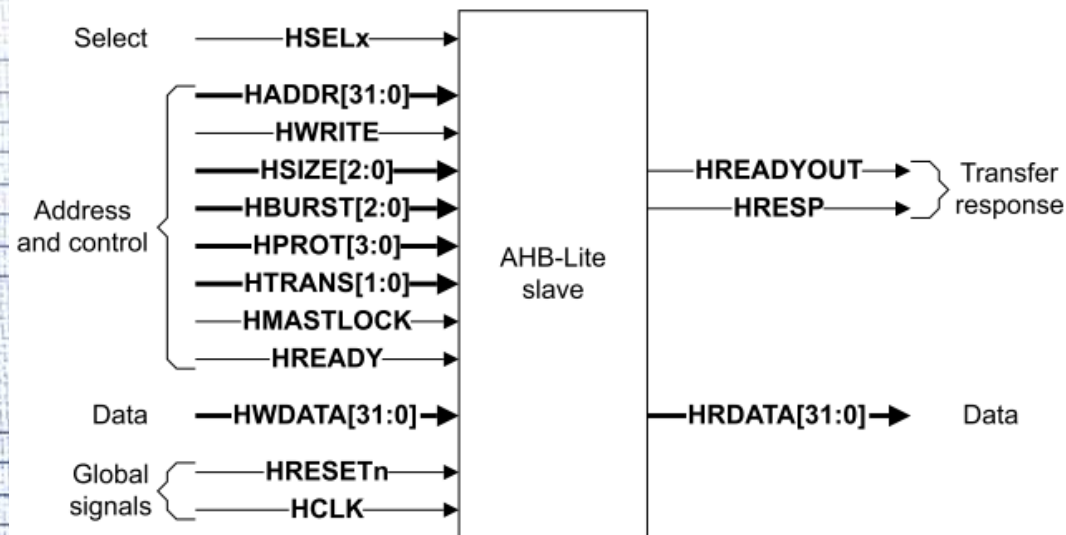 Select
HSELx
HADDR[31:0]
HWRITE
HSIZE[2:0]
HBURST[2:0]
HPROT[3:0]
HTRANS[1:0]
HMASTLOCK
HREADY
Address
and control
Data
HWDATA[31:0]
Global
signals
HRESETn
HCLK
AHB-Lite
slave
HREADYOUT
HRESP
Transfer
response
HRDATA[31:0]
Data